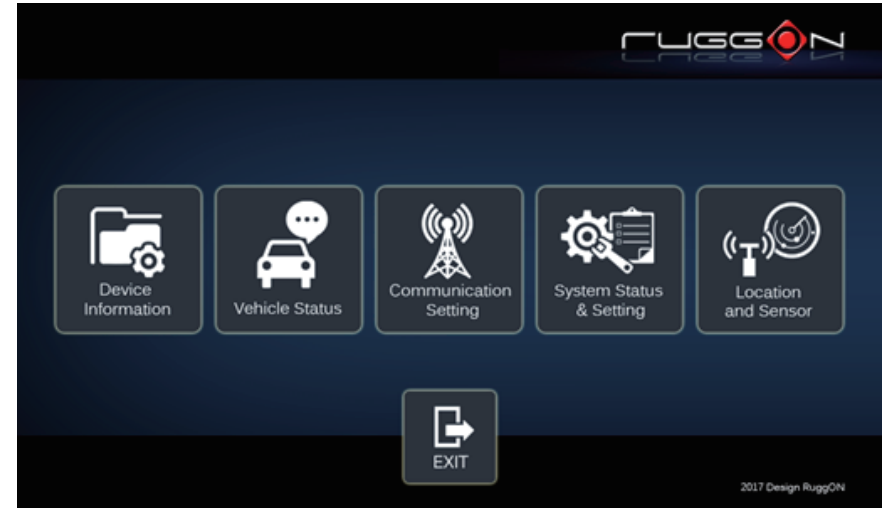 ruggON
Device
Information
Vehicle Status
Communication
Setting
System Status
& Setting
Location
and Sensor
EXIT
2017 Design RuggON